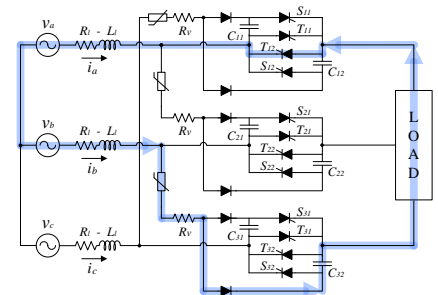 va Rl - Ll ia
Rv C11 S11 T11 T12 S12 C12
vb Rl - Ll ib
Rv C21 S21 T21 T22 S22 C22
vc Rl - Ll ic
Rv C31 S31 T31 T32 S32 C32
LOAD